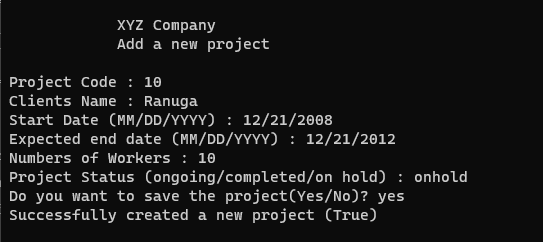 XYZ Company
Add a new project
Project Code : 10
Clients Name : Ranuga
Start Date (MM/DD/YYYY) : 12/21/2008
Expected end date (MM/DD/YYYY) : 12/21/2012
Numbers of Workers : 10
Project Status (ongoing/completed/on hold) : onhold
Do you want to save the project(Yes/No)? yes
Successfully created a new project (True)